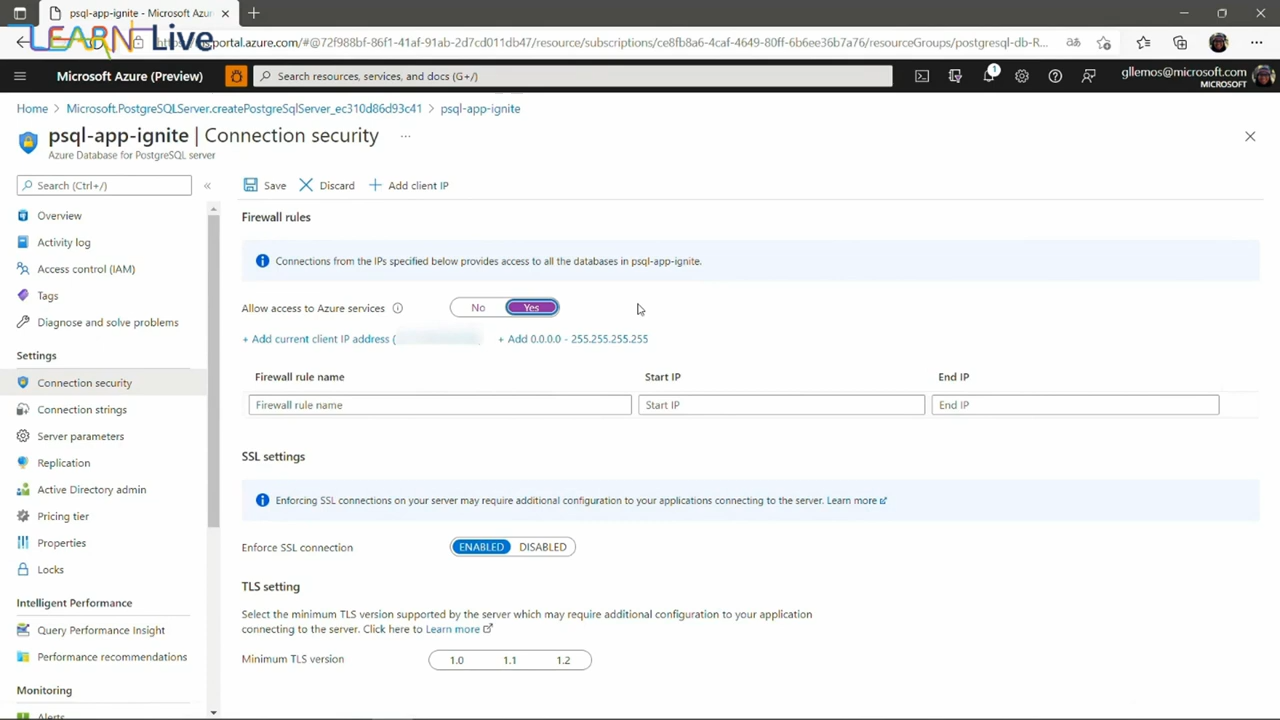 psql-app-ignite - Microsoft Azu
LEARN Live
portal.azure.com/#@72f988bf-86f1-41af-91ab-2d7cd011db47/resource/subscriptions/ce8fb8a6-4caf-4649-80ff-6b6ee36b7a76/resourceGroups/postgresql-db-R...
Microsoft Azure (Preview)
Search resources, services, and docs (G+/)
1
gllemos@microsoft.com
MICROSOFT
Home > Microsoft.PostgreSQLServer.createPostgreSqlServer_ec310d86d93c41 > psql-app-ignite
psql-app-ignite | Connection security ...
Azure Database for PostgreSQL server
Search (Ctrl+/)
«
Overview
Activity log
Access control (IAM)
Tags
Diagnose and solve problems
Settings
Connection security
Connection strings
Server parameters
Replication
Active Directory admin
Pricing tier
Properties
Locks
Intelligent Performance
Query Performance Insight
Performance recommendations
Monitoring
Alerts
Save Discard + Add client IP
Firewall rules
Connections from the IPs specified below provides access to all the databases in psql-app-ignite.
Allow access to Azure services No Yes
+ Add current client IP address ( + Add 0.0.0.0 - 255.255.255.255
Firewall rule name Start IP End IP
Firewall rule name Start IP End IP
SSL settings
Enforcing SSL connections on your server may require additional configuration to your applications connecting to the server. Learn more
Enforce SSL connection ENABLED DISABLED
TLS setting
Select the minimum TLS version supported by the server which may require additional configuration to your application
connecting to the server. Click here to Learn more
Minimum TLS version 1.0 1.1 1.2